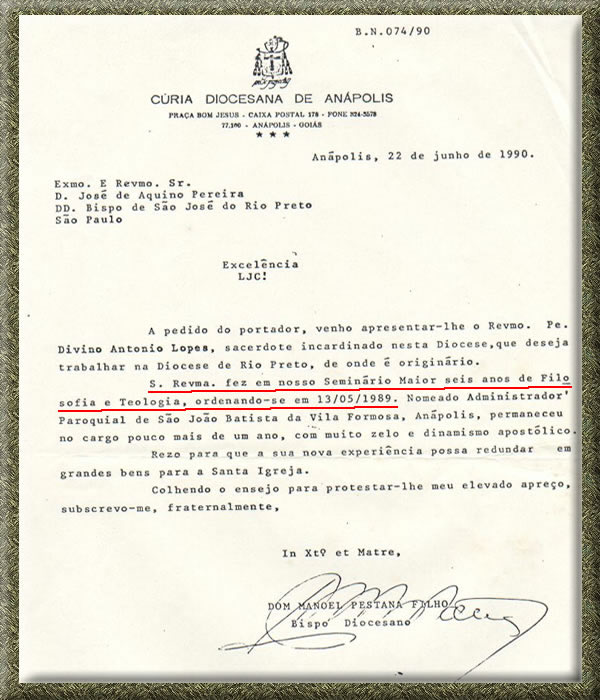 B.N.074/90
CÚRIA DIOCESANA DE ANÁPOLIS
PRAÇA BOM JESUS - CAIXA POSTAL 178 - FONE 324-5578
77.100 - ANÁPOLIS - GOIÁS
★ ★ ★
Anápolis, 22 de junho de 1990.
Exmo. E Revmo. Sr.
D. José de Aquino Pereira
DD. Bispo de São José do Rio Preto
São Paulo
Excelência
LJC!
A pedido do portador, venho apresentar-lhe o Revmo. Pe.
Divino Antonio Lopes, sacerdote incardinado nesta Diocese,que deseja
trabalhar na Diocese de Rio Preto, de onde é originário.
S. Revma. fez em nosso Seminário Maior seis anos de Filo
sofia e Teologia, ordenando-se em 13/05/1989. Nomeado Administrador'
Paroquial de São João Batista da Vila Formosa, Anápolis, permaneceu
no cargo pouco mais de um ano, com muito zelo e dinamismo apostólico.
Rezo para que a sua nova experiência possa redundar em
grandes bens para a Santa Igreja.
Colhendo o ensejo para protestar-lhe meu elevado apreço,
subscrevo-me, fraternalmente,
In Xtº et Matre,
DOM MANOEL PESTANA FILHO
Bispo Diocesano